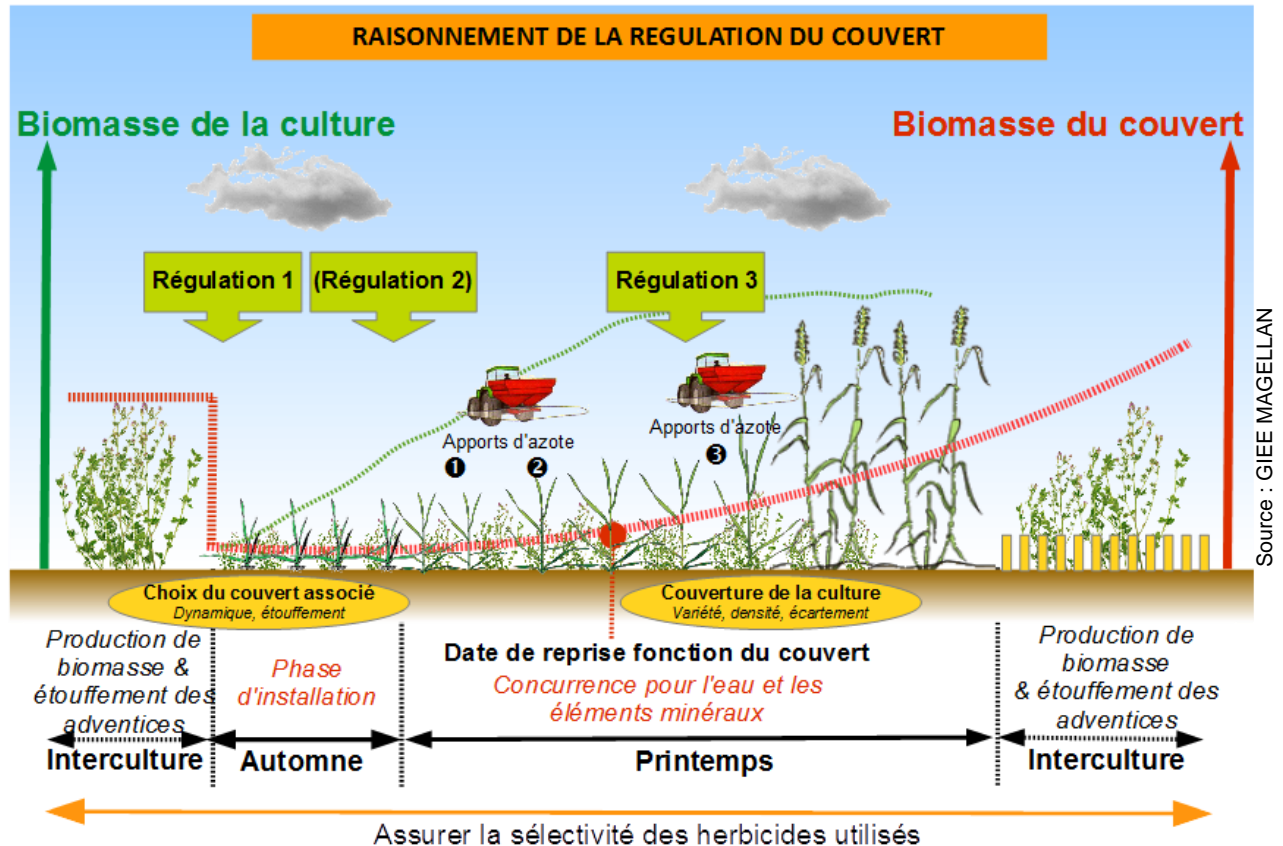 RAISONNEMENT DE LA REGULATION DU COUVERT
Biomasse de la culture
Biomasse du couvert
Régulation 1
(Régulation 2)
Régulation 3
Apports d'azote
❶
❷
Apports d'azote
❸
Source : GIEE MAGELLAN
Choix du couvert associé
Dynamique, étouffement
Couverture de la culture
Variété, densité, écartement
Production de
biomasse &
étouffement des
adventices
Phase
d'installation
Date de reprise fonction du couvert
Concurrence pour l'eau et les
éléments minéraux
Production de
biomasse
& étouffement des
adventices
Interculture
Automne
Printemps
Interculture
Assurer la sélectivité des herbicides utilisés